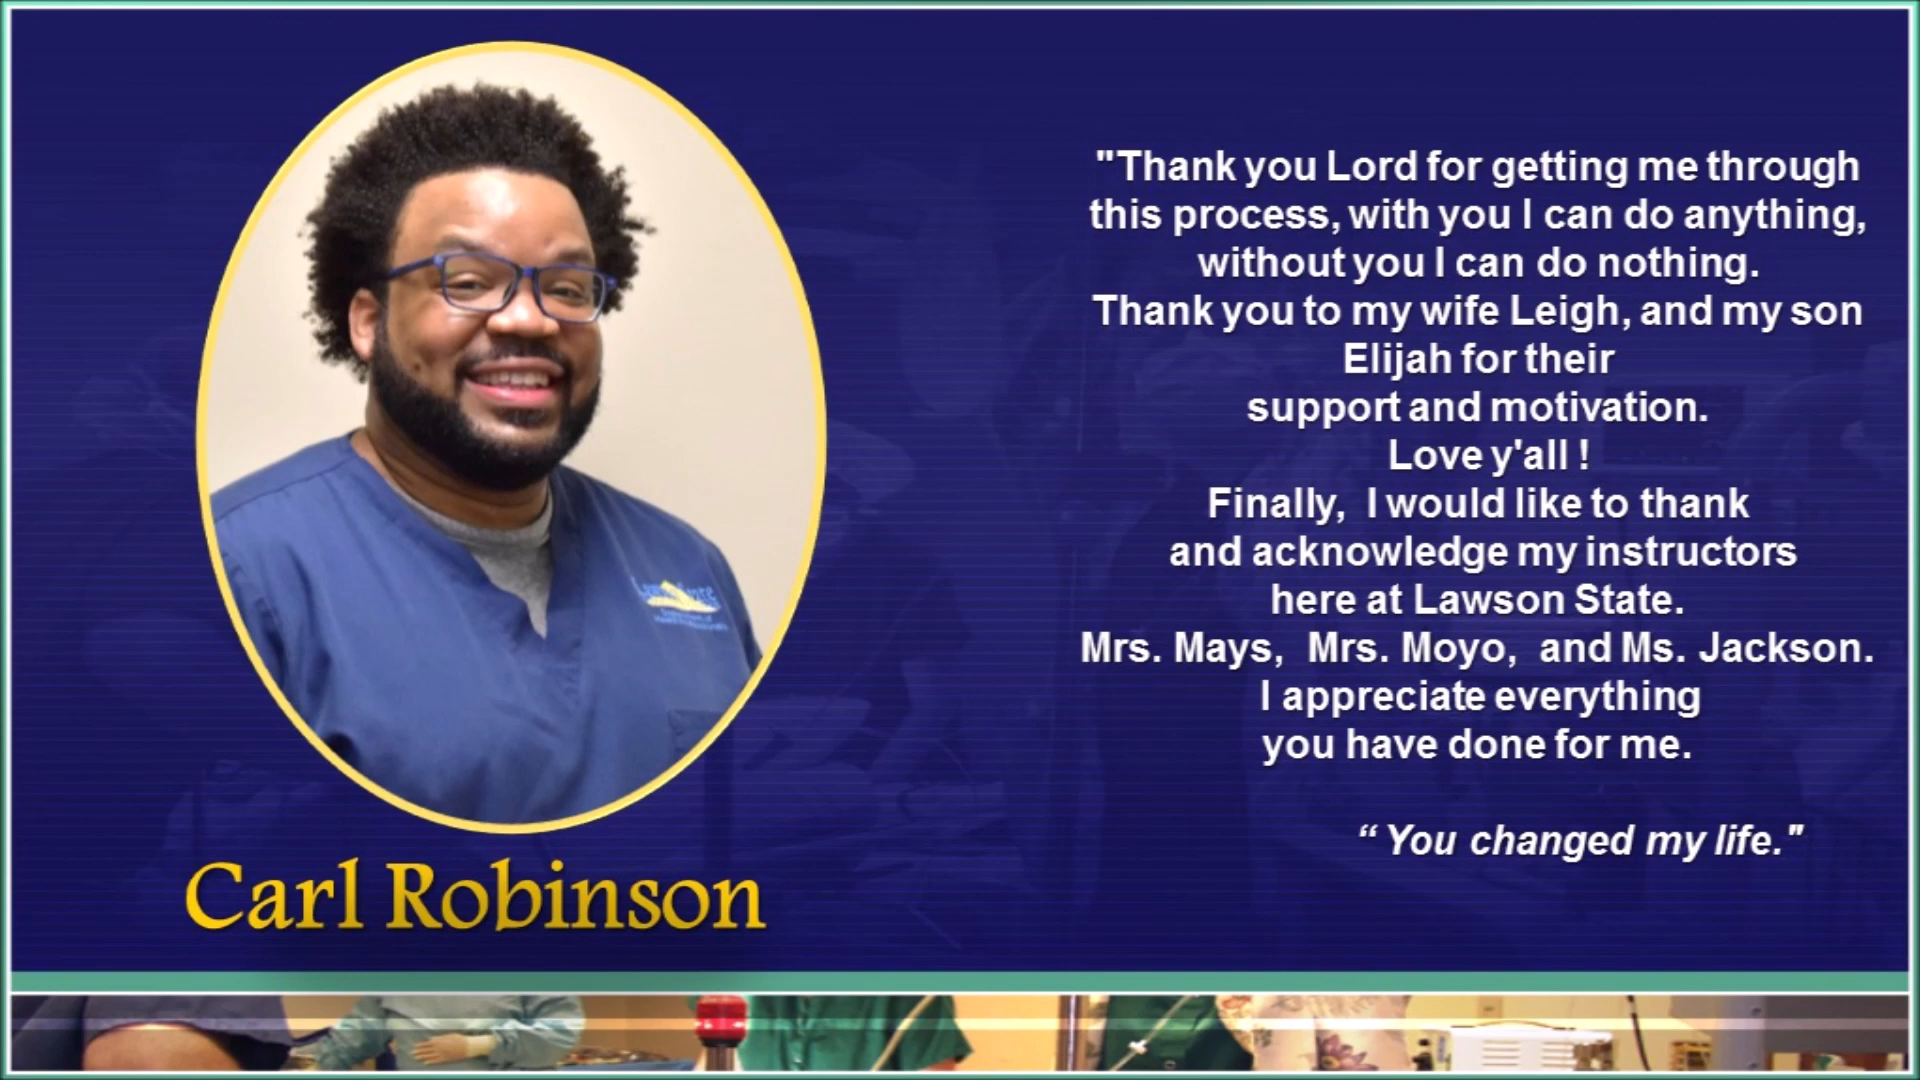 "Thank you Lord for getting me through
this process, with you I can do anything,
without you I can do nothing.
Thank you to my wife Leigh, and my son
Elijah for their
support and motivation.
Love y'all !
Finally, I would like to thank
and acknowledge my instructors
here at Lawson State.
Mrs. Mays, Mrs. Moyo, and Ms. Jackson.
I appreciate everything
you have done for me.
“ You changed my life."
Carl Robinson